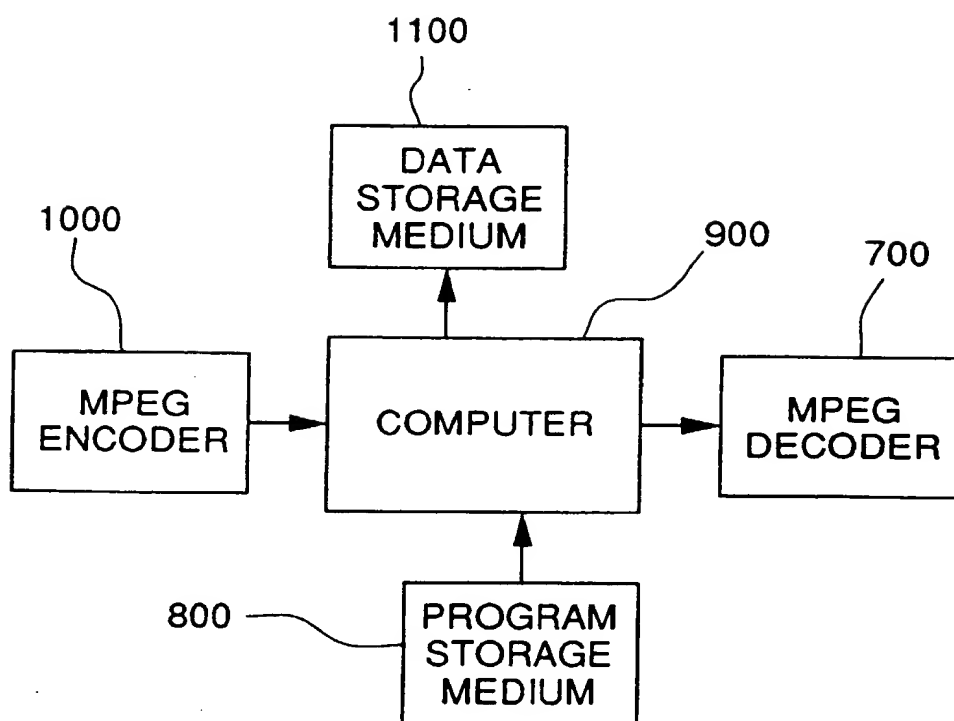 1100
DATA
STORAGE
MEDIUM
1000
900
700
MPEG
ENCODER
COMPUTER
MPEG
DECODER
800
PROGRAM
STORAGE
MEDIUM